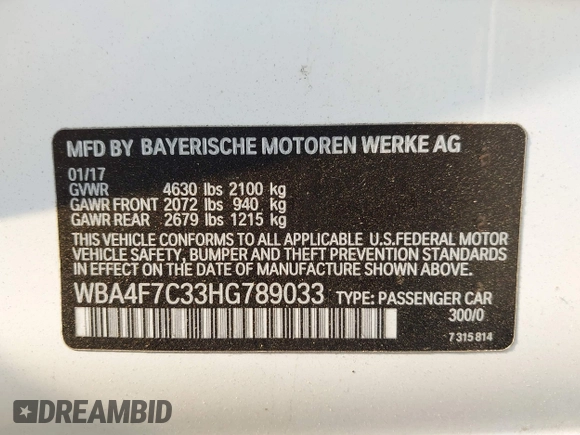 MFD BY BAYERISCHE MOTOREN WERKE AG
01/17
GVWR 4630 lbs 2100 kg
GAWR FRONT 2072 lbs 940 kg
GAWR REAR 2679 lbs 1215 kg
THIS VEHICLE CONFORMS TO ALL APPLICABLE U.S.FEDERAL MOTOR
VEHICLE SAFETY, BUMPER AND THEFT PREVENTION STANDARDS
IN EFFECT ON THE DATE OF MANUFACTURE SHOWN ABOVE.
WBA4F7C33HG789033 TYPE: PASSENGER CAR
300/0
7 315 814
DREAMBID